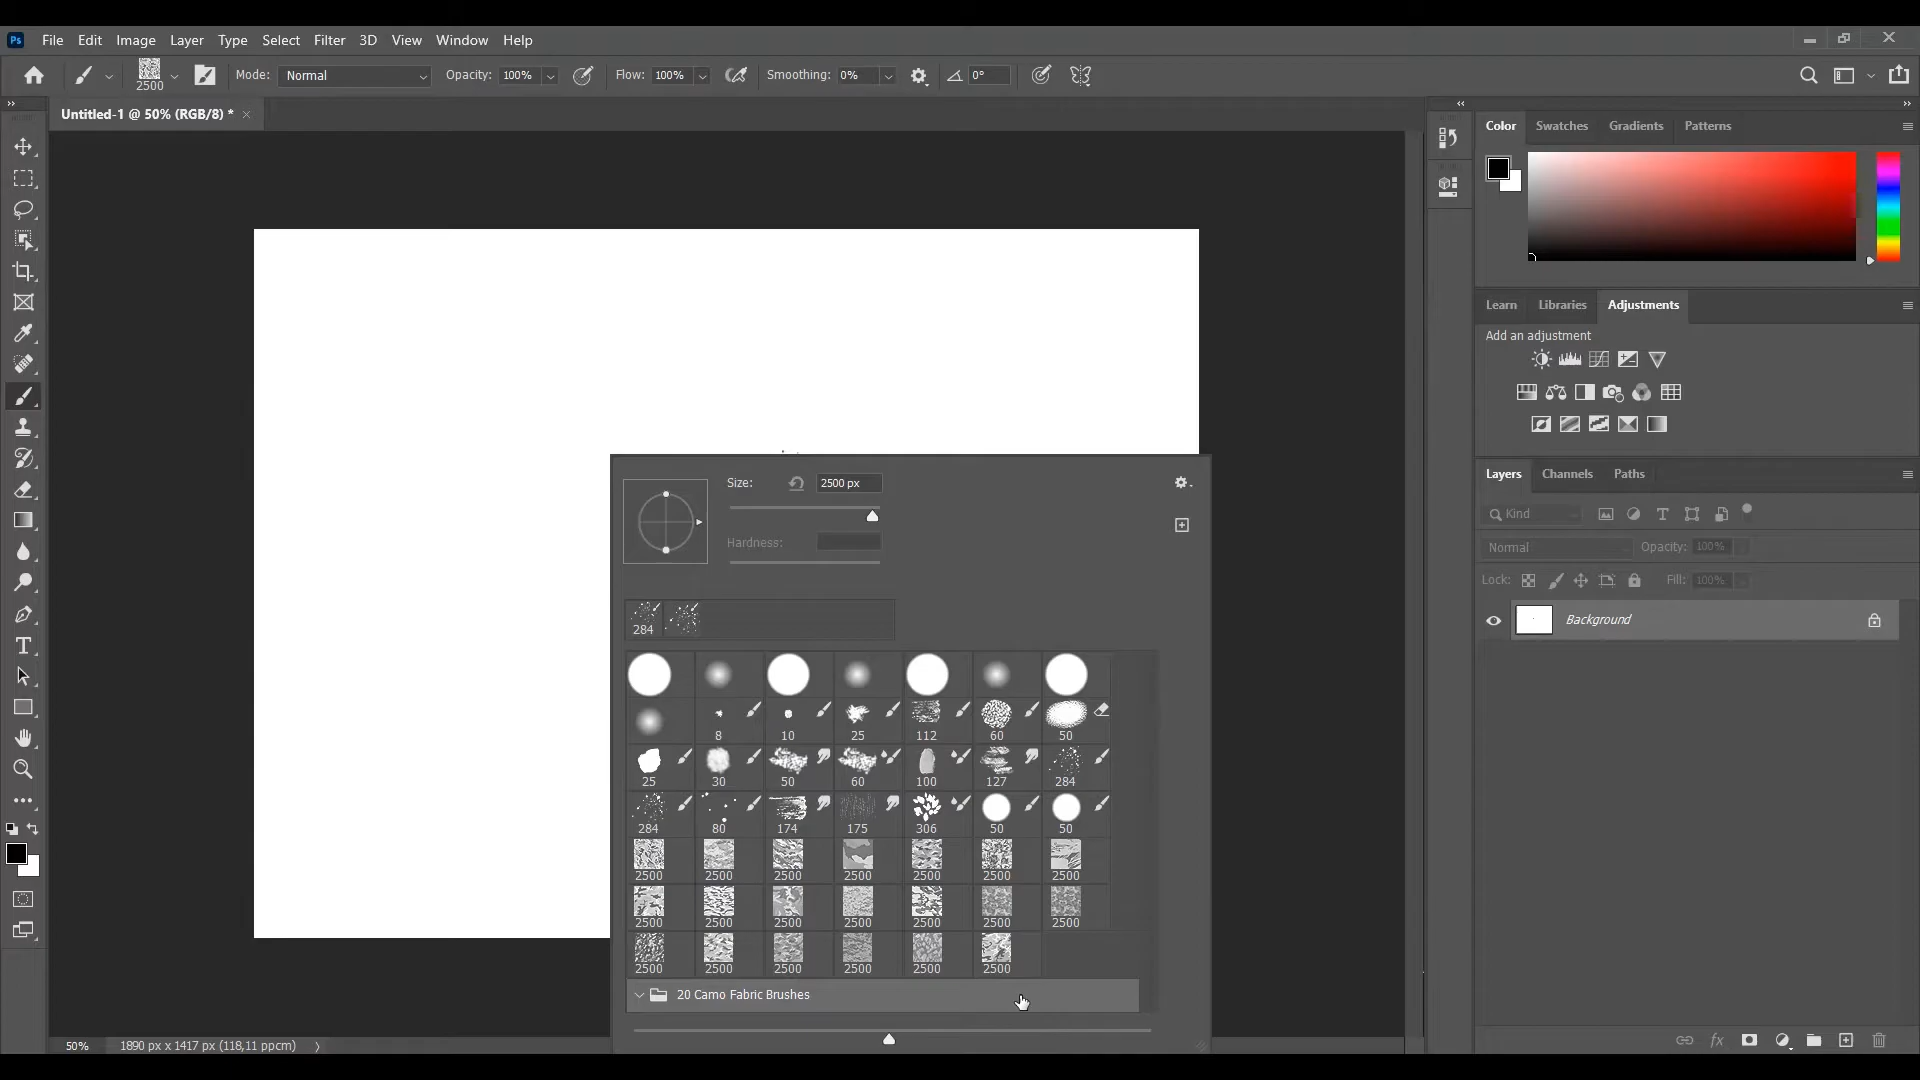 Ps File Edit Image Layer Type Select Filter 3D View Window Help
2500 Mode: Normal Opacity: 100% Flow: 100% Smoothing: 0% 0°
Untitled-1 @ 50% (RGB/8) *
Color Swatches Gradients Patterns
Learn Libraries Adjustments
Add an adjustment
Layers Channels Paths
Kind
Normal Opacity: 100%
Lock: Fill: 100%
Background
Size: 2500 px
Hardness:
284
8 10 25 112 60 50
25 30 50 60 100 127 284
284 80 174 175 306 50 50
2500 2500 2500 2500 2500 2500 2500
2500 2500 2500 2500 2500 2500 2500
2500 2500 2500 2500 2500 2500
20 Camo Fabric Brushes
50% 1890 px x 1417 px (118,11 ppcm)
fx